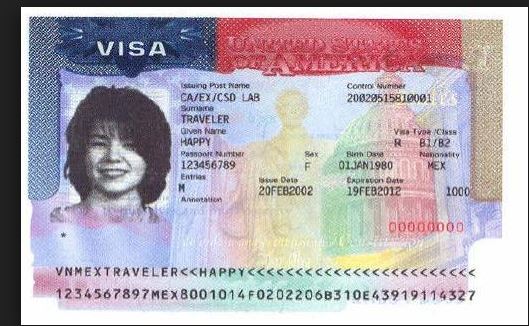 VISA
UNITED STATES
OF AMERICA
Issuing Post Name Control Number
CA/EX/CSD LAB 20020515810001
Surname
TRAVELER
Given Name Visa Type /Class
HAPPY R B1/B2
Passport Number Sex Birth Date Nationality
123456789 F 01JAN1980 MEX
Entries Issue Date Expiration Date
M 20FEB2002 19FEB2012 1000
Annotation
00000000
*
VNMEXTRAVELER<<HAPPY<<<<<<<<<<<<<<<<<<<<<<<<
1234567897MEX8001014F0202206B310E43919114327